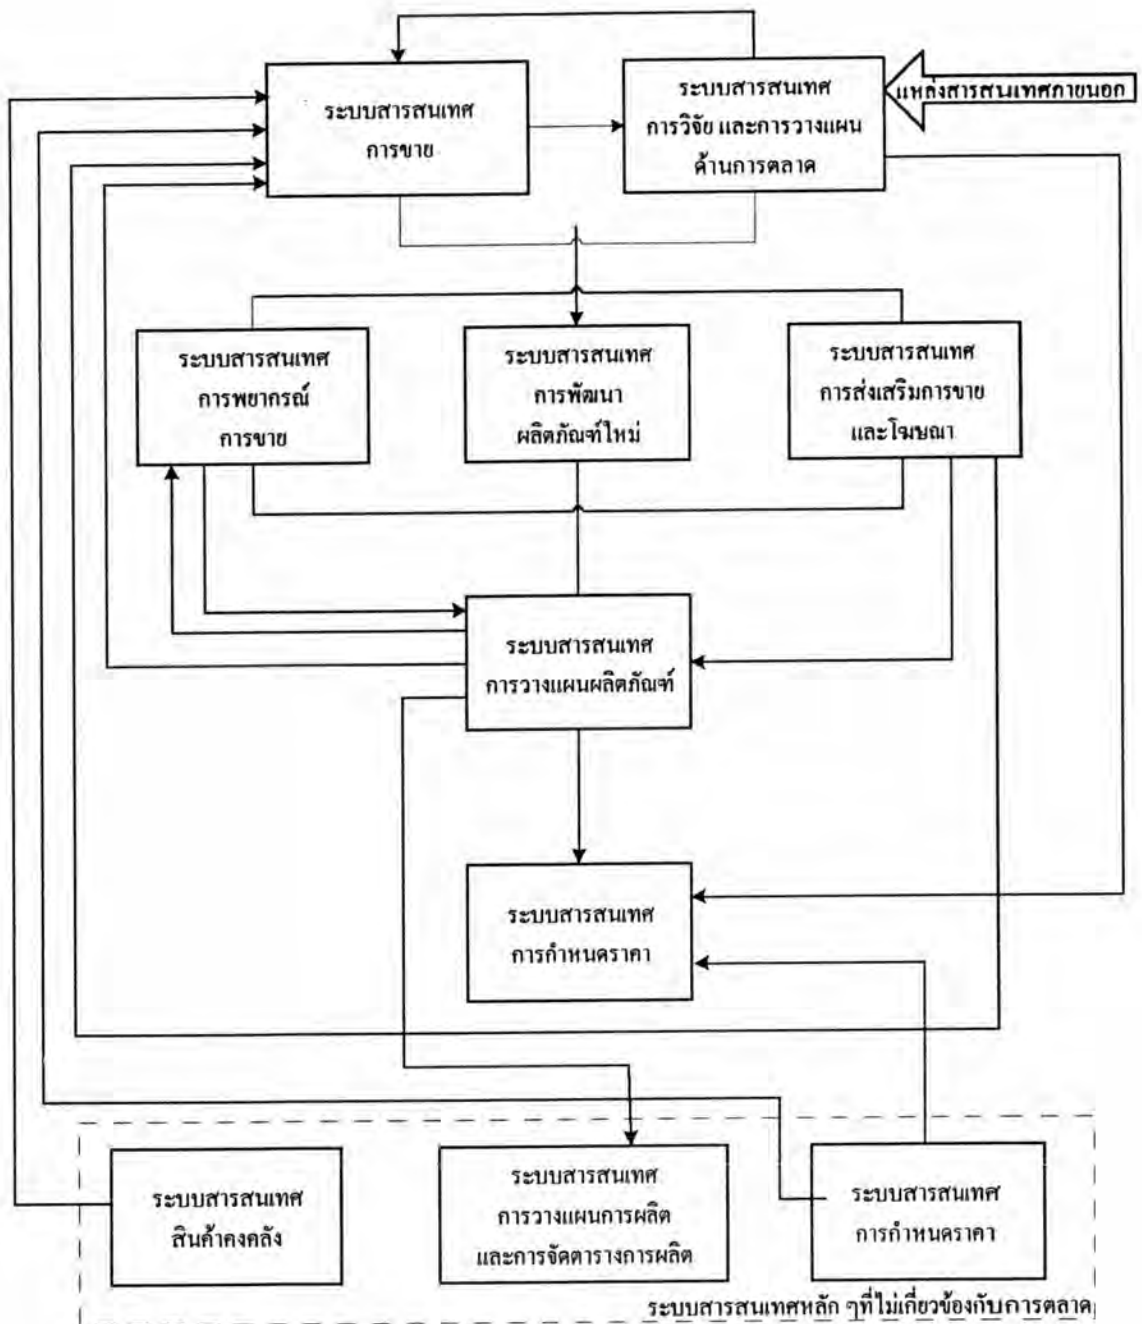 ระบบสารสนเทศ
การขาย
ระบบสารสนเทศ
การวิจัย และการวางแผน
ด้านการตลาด
แหล่งสารสนเทศภายนอก
ระบบสารสนเทศ
การพยากรณ์
การขาย
ระบบสารสนเทศ
การพัฒนา
ผลิตภัณฑ์ใหม่
ระบบสารสนเทศ
การส่งเสริมการขาย
และโฆษณา
ระบบสารสนเทศ
การวางแผนผลิตภัณฑ์
ระบบสารสนเทศ
การกำหนดราคา
ระบบสารสนเทศ
สินค้าคงคลัง
ระบบสารสนเทศ
การวางแผนการผลิต
และการจัดตารางการผลิต
ระบบสารสนเทศ
การกำหนดราคา
ระบบสารสนเทศหลัก ๆที่ไม่เกี่ยวข้องกับการตลาด